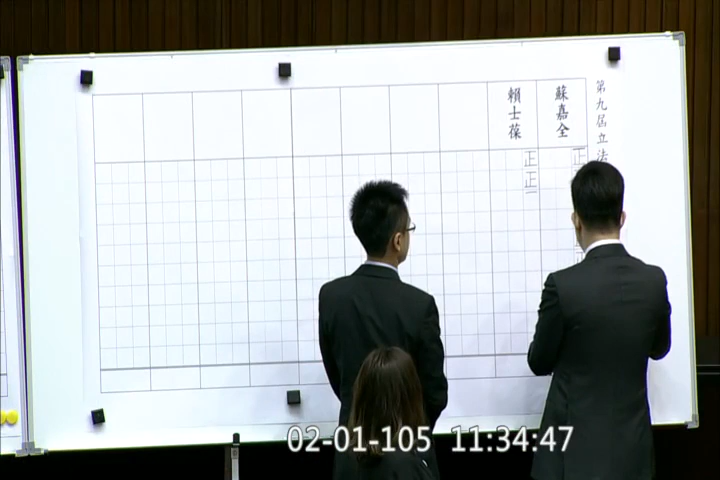 第九屆立法
蘇嘉全
賴士葆
正
正
正
02-01-105 11:34:47